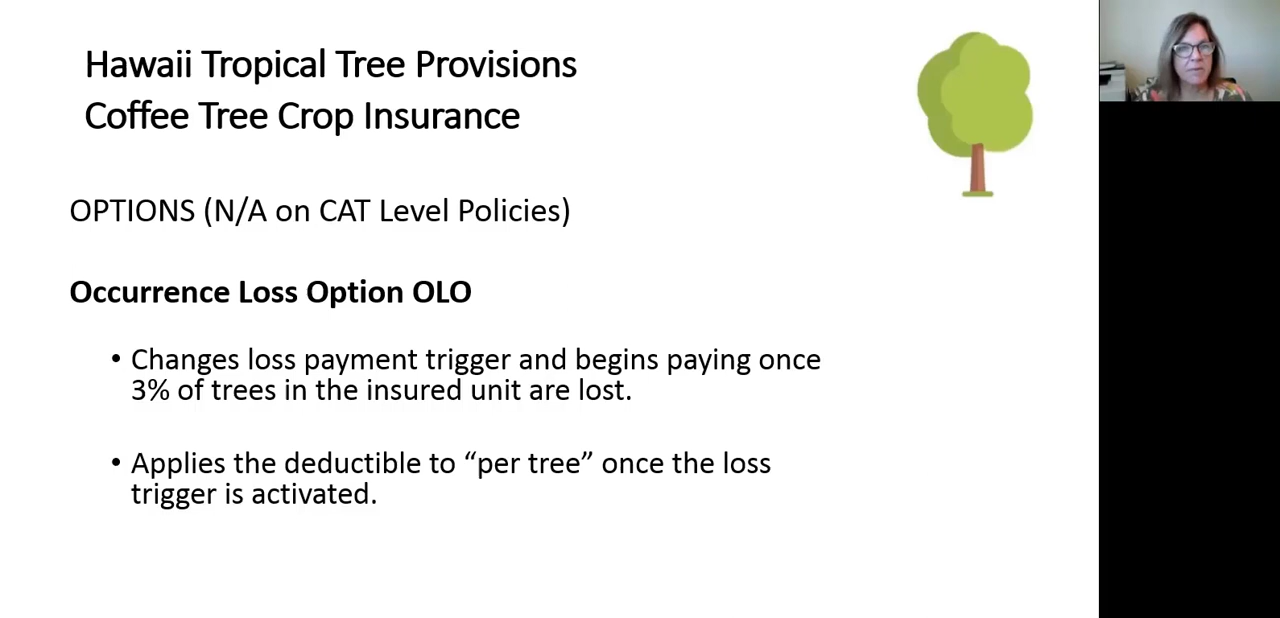 Hawaii Tropical Tree Provisions
Coffee Tree Crop Insurance
OPTIONS (N/A on CAT Level Policies)
Occurrence Loss Option OLO
• Changes loss payment trigger and begins paying once
3% of trees in the insured unit are lost.
• Applies the deductible to “per tree” once the loss
trigger is activated.